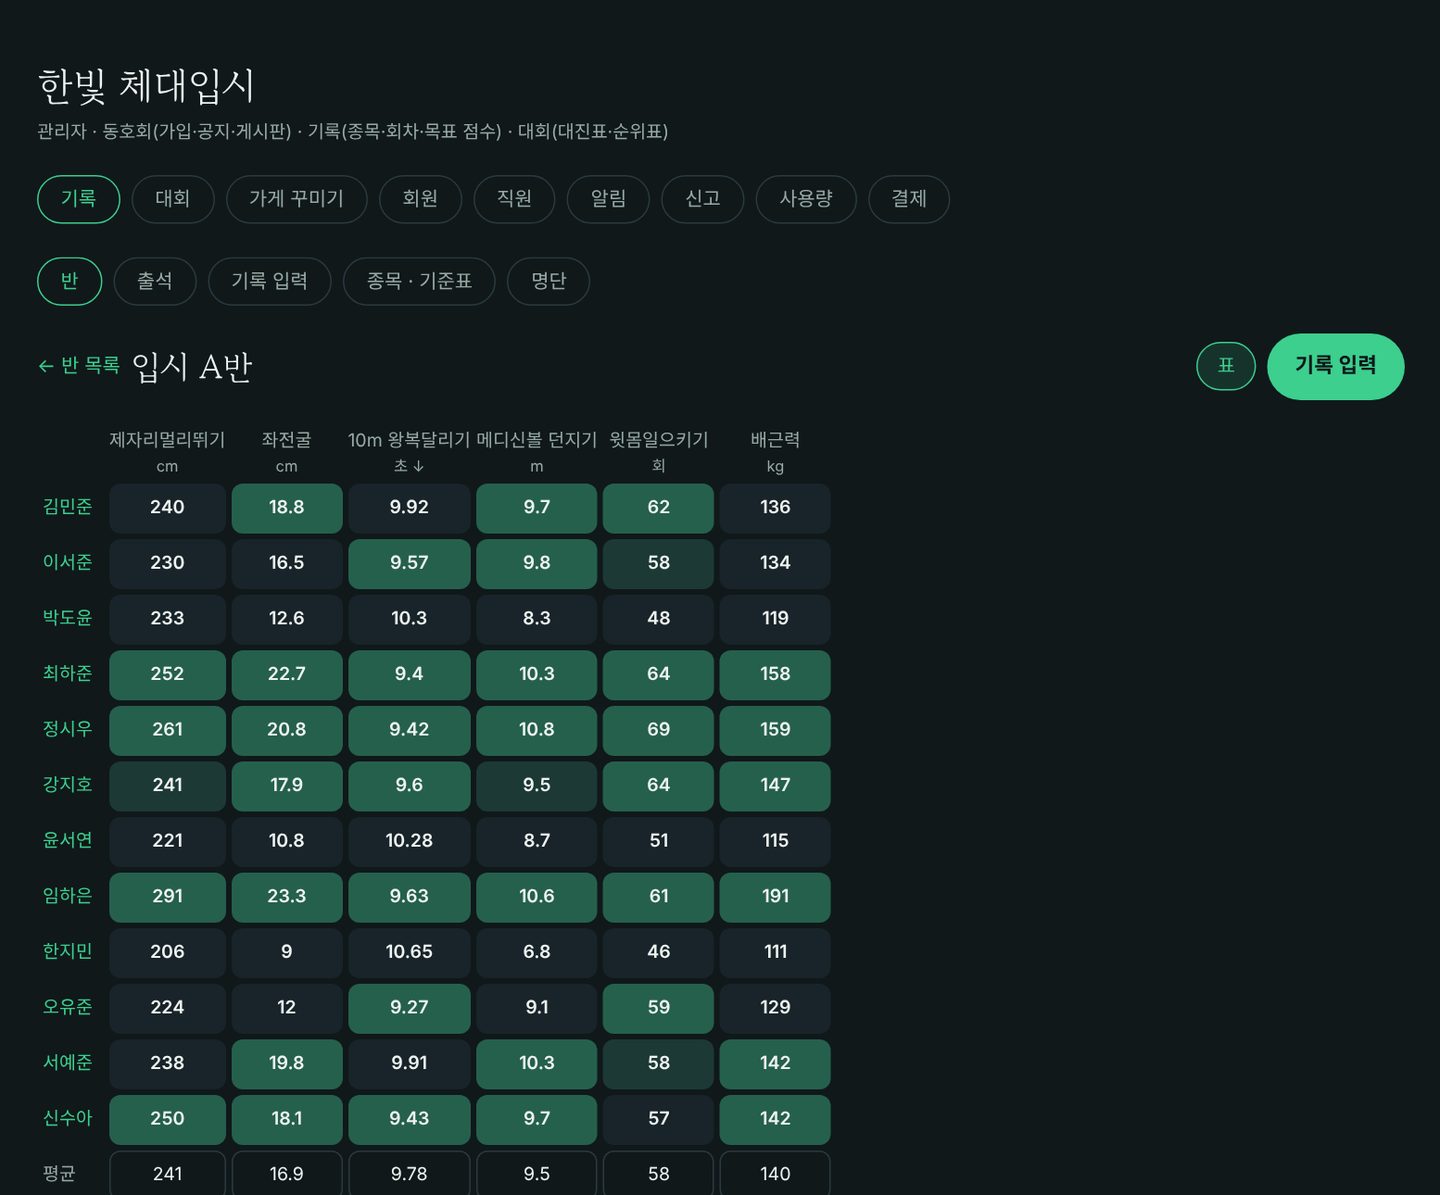 한빛 체대입시
관리자 · 동호회(가입·공지·게시판) · 기록(종목·회차·목표 점수) · 대회(대진표·순위표)
기록 대회 가게 꾸미기 회원 직원 알림 신고 사용량 결제
반 출석 기록 입력 종목 · 기준표 명단
← 반 목록 입시 A반 표 기록 입력
제자리멀리뛰기 좌전굴 10m 왕복달리기 메디신볼 던지기 윗몸일으키기 배근력
cm cm 초 ↓ m 회 kg
김민준 240 18.8 9.92 9.7 62 136
이서준 230 16.5 9.57 9.8 58 134
박도윤 233 12.6 10.3 8.3 48 119
최하준 252 22.7 9.4 10.3 64 158
정시우 261 20.8 9.42 10.8 69 159
강지호 241 17.9 9.6 9.5 64 147
윤서연 221 10.8 10.28 8.7 51 115
임하은 291 23.3 9.63 10.6 61 191
한지민 206 9 10.65 6.8 46 111
오유준 224 12 9.27 9.1 59 129
서예준 238 19.8 9.91 10.3 58 142
신수아 250 18.1 9.43 9.7 57 142
평균 241 16.9 9.78 9.5 58 140